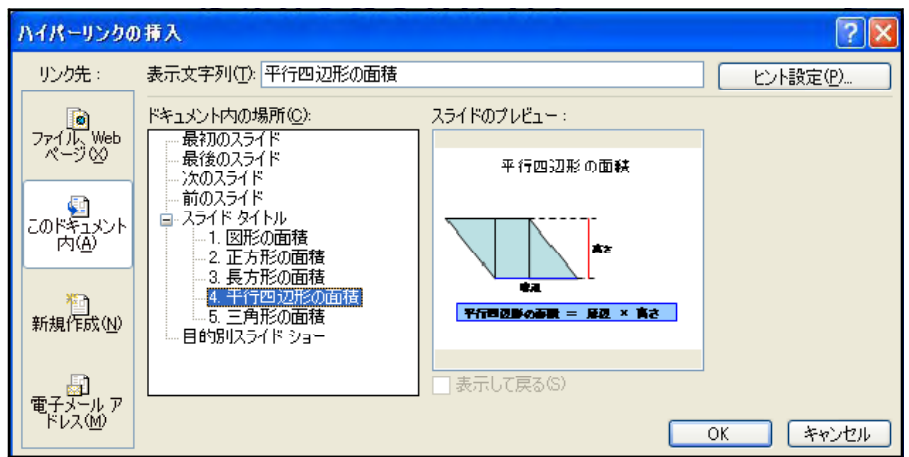 ハイパーリンクの挿入
リンク先:
表示文字列(T):
平行四辺形の面積
ヒント設定(P)...
ファイル、Web
ページ(X)
このドキュメント
内(A)
新規作成(N)
電子メール ア
ドレス(M)
ドキュメント内の場所(C):
最初のスライド
最後のスライド
次のスライド
前のスライド
スライド タイトル
1. 図形の面積
2. 正方形の面積
3. 長方形の面積
4. 平行四辺形の面積
5. 三角形の面積
目的別スライド ショー
スライドのプレビュー:
平行四辺形の面積
高さ
底辺
平行四辺形の面積 = 底辺 × 高さ
表示して戻る(S)
OK
キャンセル